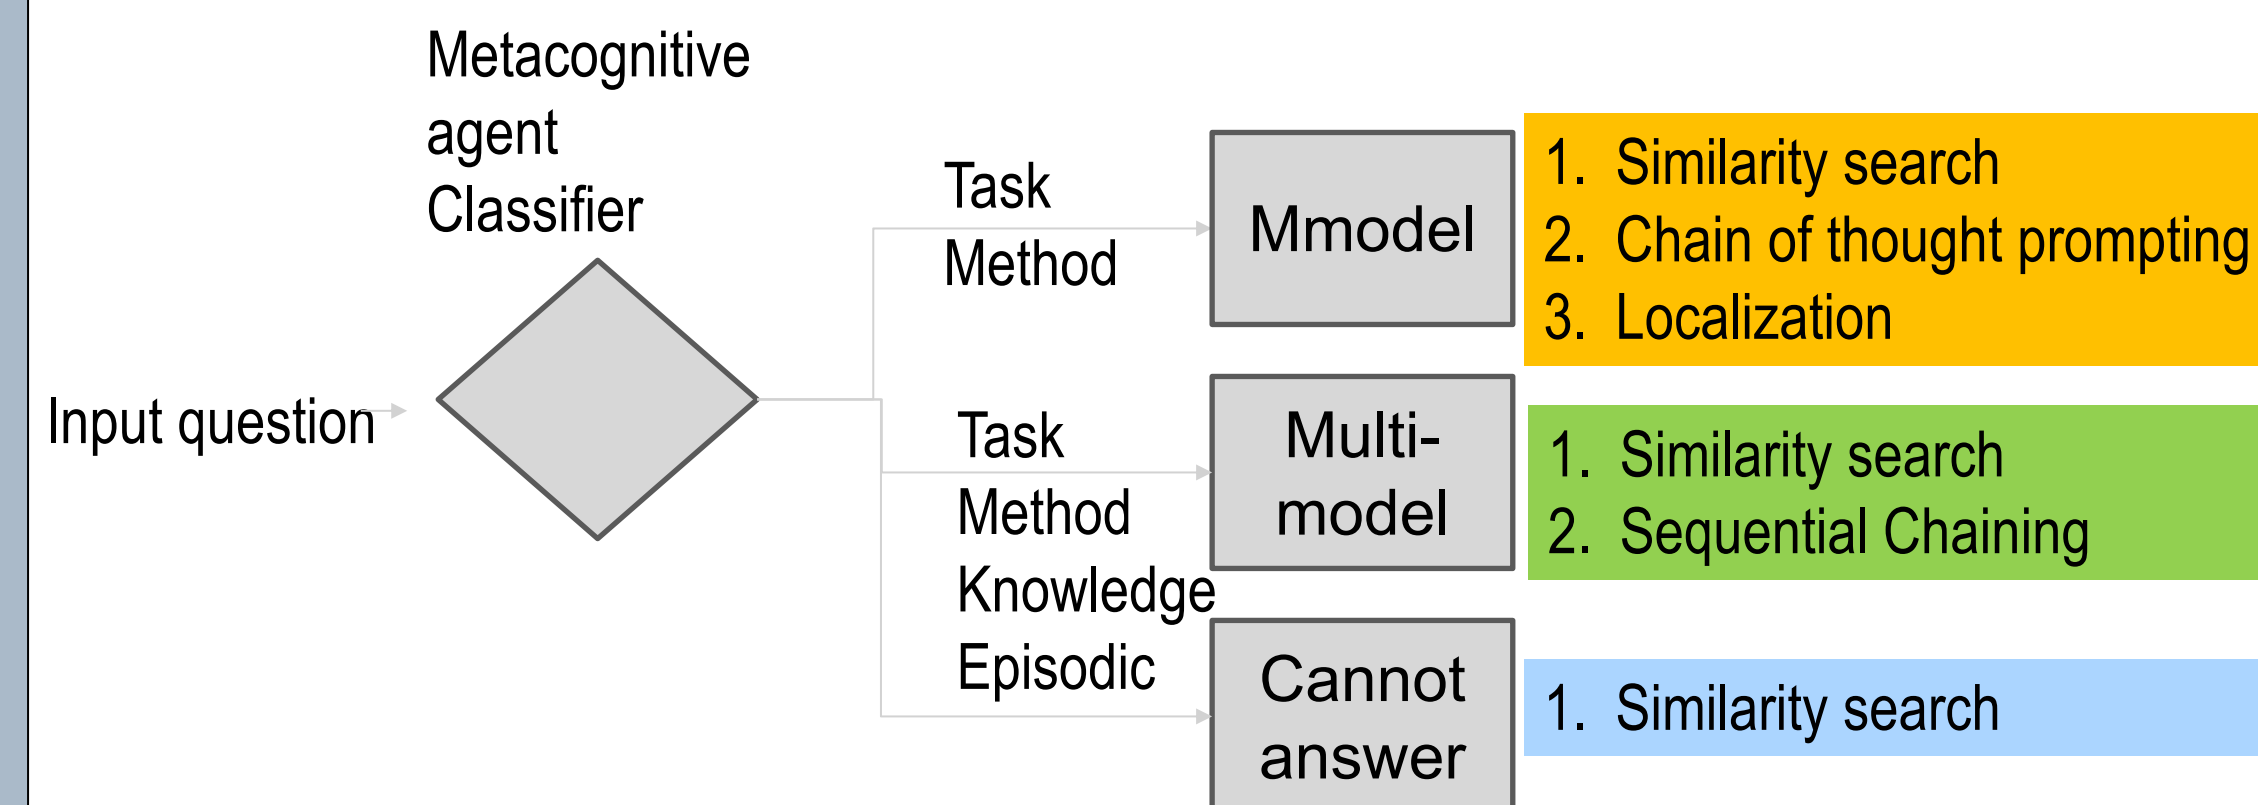 Metacognitive
agent
Classifier
Input question
Task
Method
Mmodel
1. Similarity search
2. Chain of thought prompting
3. Localization
Task
Method
Knowledge
Episodic
Multi-
model
1. Similarity search
2. Sequential Chaining
Cannot
answer
1. Similarity search